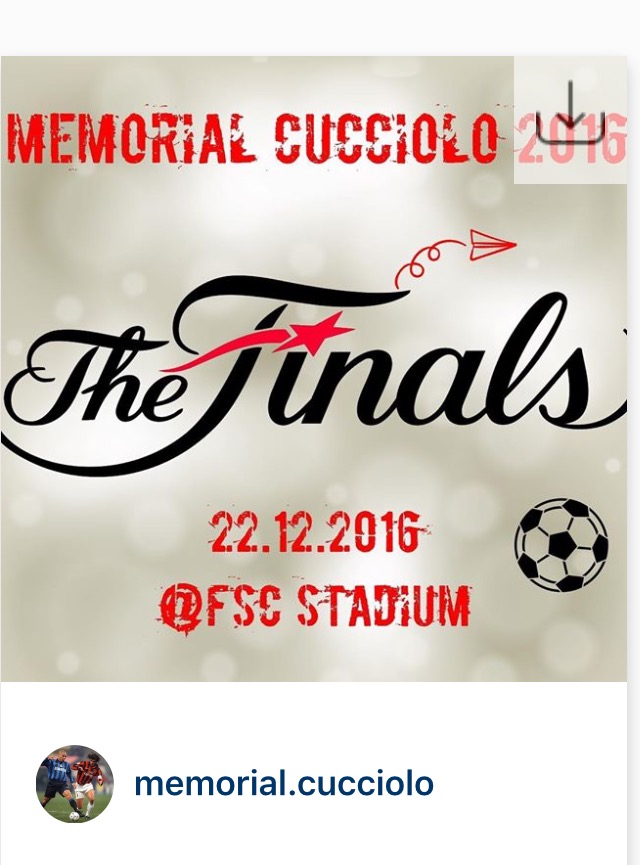 MEMORIAL CUCCIOLO 2016
The Finals
22.12.2016
@FSC STADIUM
memorial.cucciolo